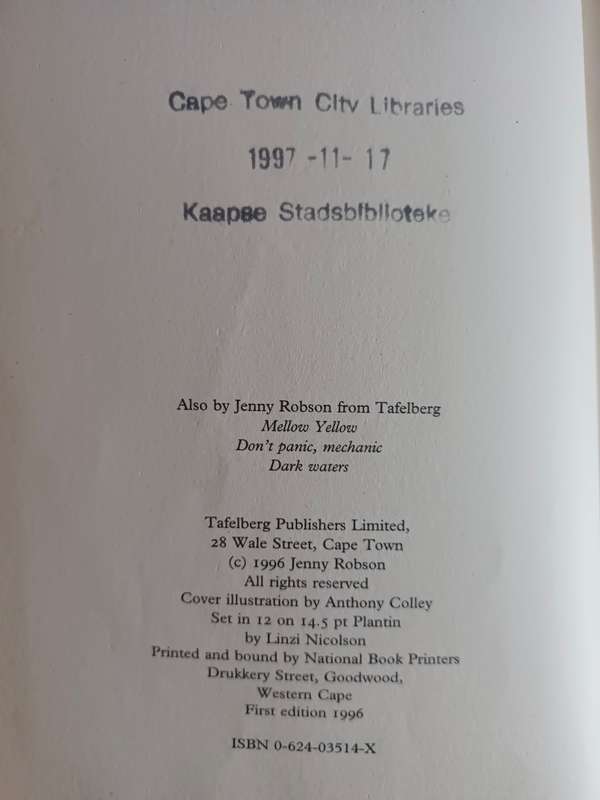 Cape Town City Libraries
1997 -11- 17
Kaapse Stadsbiblioteke
Also by Jenny Robson from Tafelberg
Mellow Yellow
Don't panic, mechanic
Dark waters
Tafelberg Publishers Limited,
28 Wale Street, Cape Town
(c) 1996 Jenny Robson
All rights reserved
Cover illustration by Anthony Colley
Set in 12 on 14.5 pt Plantin
by Linzi Nicolson
Printed and bound by National Book Printers
Drukkery Street, Goodwood,
Western Cape
First edition 1996
ISBN 0-624-03514-X